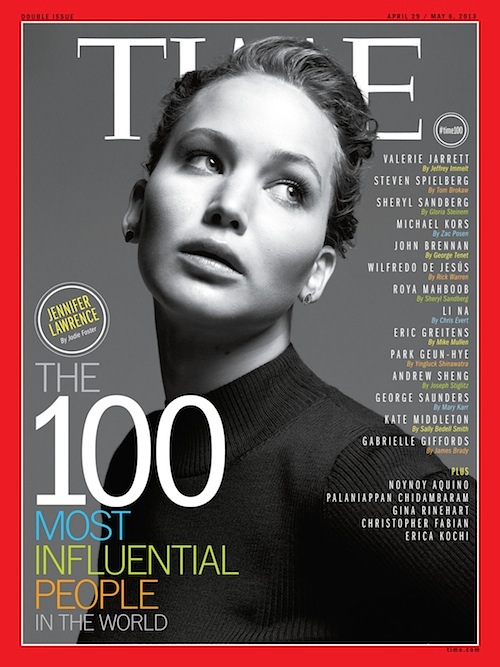 DOUBLE ISSUE
APRIL 29 / MAY 6, 2013
TIME
#time100
VALERIE JARRETT
By Jeffrey Immelt
STEVEN SPIELBERG
By Tom Brokaw
SHERYL SANDBERG
By Gloria Steinem
MICHAEL KORS
By Zac Posen
JOHN BRENNAN
By George Tenet
WILFREDO DE JESÚS
By Rick Warren
ROYA MAHBOOB
By Sheryl Sandberg
LI NA
By Chris Evert
ERIC GREITENS
By Mike Mullen
PARK GEUN-HYE
By Yingluck Shinawatra
ANDREW SHENG
By Joseph Stiglitz
GEORGE SAUNDERS
By Mary Karr
KATE MIDDLETON
By Sally Bedell Smith
GABRIELLE GIFFORDS
By James Brady
PLUS
NOYNOY AQUINO
PALANIAPPAN CHIDAMBARAM
GINA RINEHART
CHRISTOPHER FABIAN
ERICA KOCHI
JENNIFER
LAWRENCE
By Jodie Foster
THE
100
MOST
INFLUENTIAL
PEOPLE
IN THE WORLD
time.com